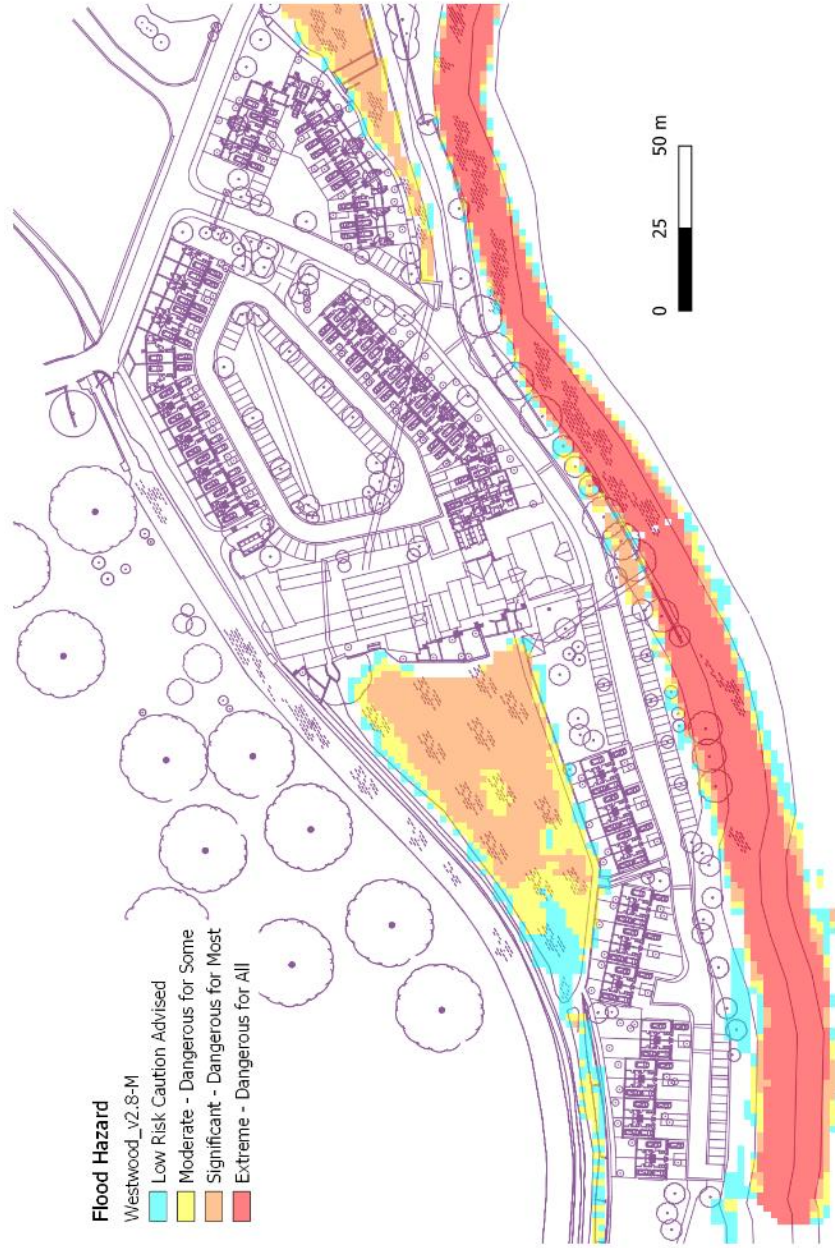 Flood Hazard
Westwood_v2.8-M
Low Risk Caution Advised
Moderate - Dangerous for Some
Significant - Dangerous for Most
Extreme - Dangerous for All
0 25 50 m